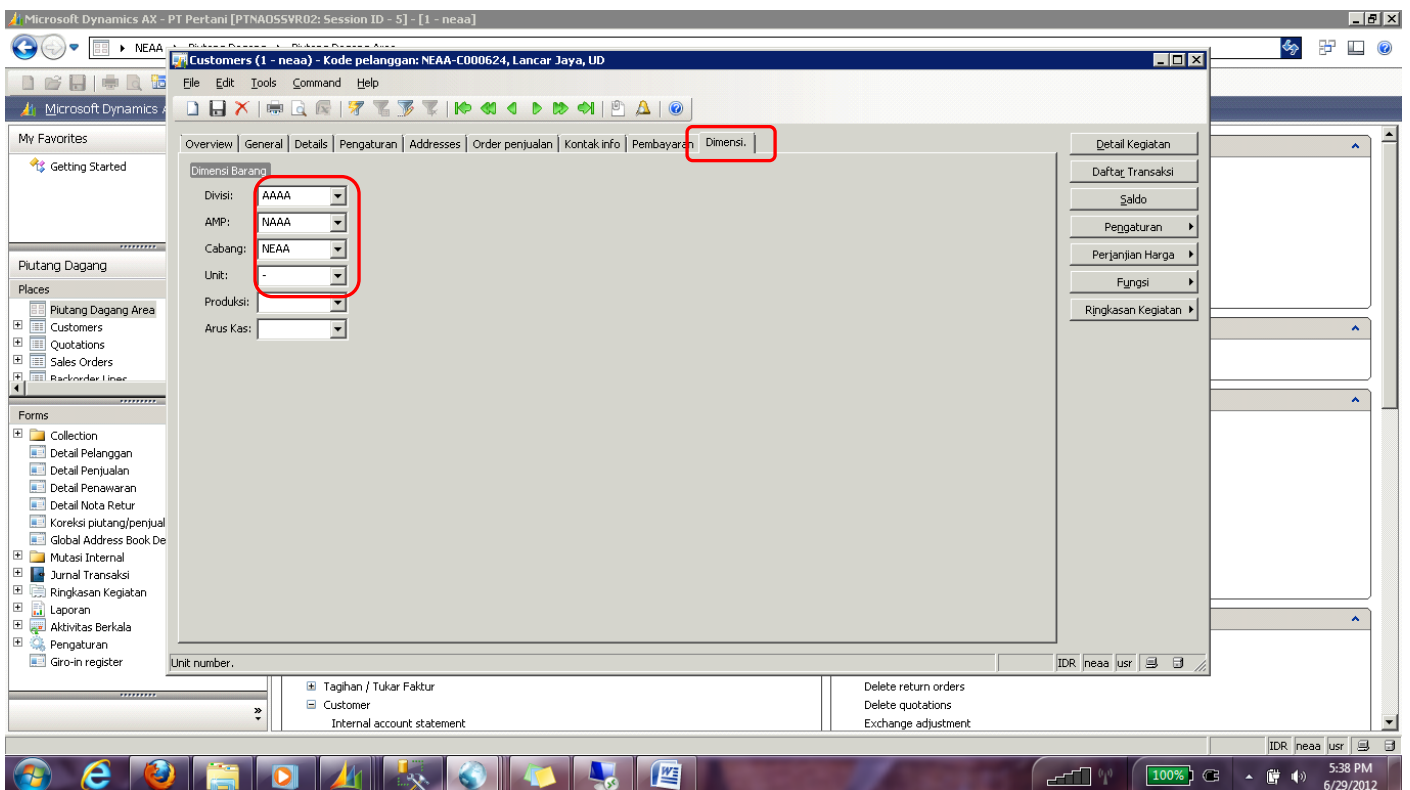 Microsoft Dynamics AX - PT Pertani [PTNAOSSVR02: Session ID - 5] - [1 - neaa]
NEAA
Customers (1 - neaa) - Kode pelanggan: NEAA-C000624, Lancar Jaya, UD
File Edit Tools Command Help
Microsoft Dynamics
My Favorites
Getting Started
Overview General Details Pengaturan Addresses Order penjualan Kontak info Pembayaran Dimensi.
Dimensi Barang
Divisi: AAAA
AMP: NAAA
Cabang: NEAA
Unit: -
Produksi:
Arus Kas:
Detail Kegiatan
Daftar Transaksi
Saldo
Pengaturan
Perjanjian Harga
Fungsi
Ringkasan Kegiatan
Piutang Dagang
Places
Piutang Dagang Area
Customers
Quotations
Sales Orders
Backorder Lines
Forms
Collection
Detail Pelanggan
Detail Penjualan
Detail Penawaran
Detail Nota Retur
Koreksi piutang/penjual
Global Address Book De
Mutasi Internal
Jurnal Transaksi
Ringkasan Kegiatan
Laporan
Aktivitas Berkala
Pengaturan
Giro-in register
Unit number.
IDR neaa usr
Tagihan / Tukar Faktur
Customer
Internal account statement
Delete return orders
Delete quotations
Exchange adjustment
IDR neaa usr
100%
5:38 PM
6/29/2012